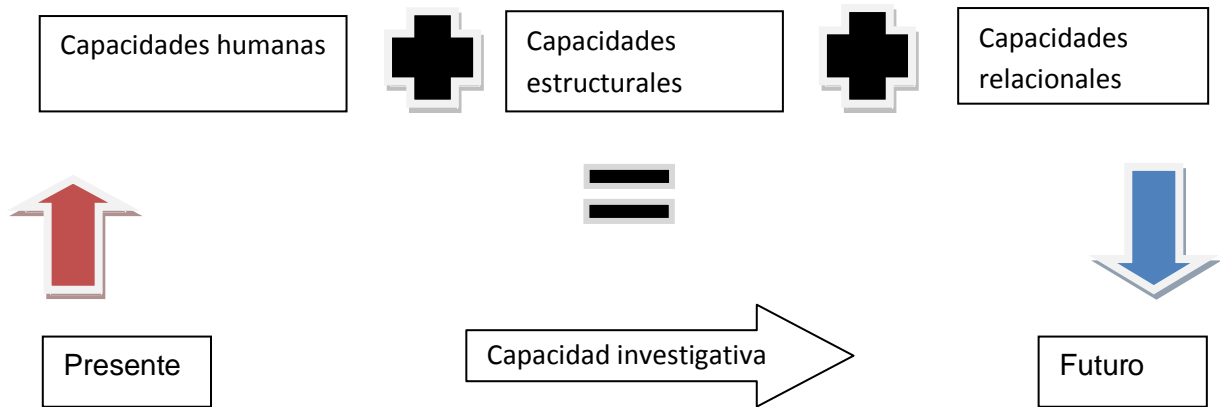 Capacidades humanas
Capacidades
estructurales
Capacidades
relacionales
Presente
Capacidad investigativa
Futuro